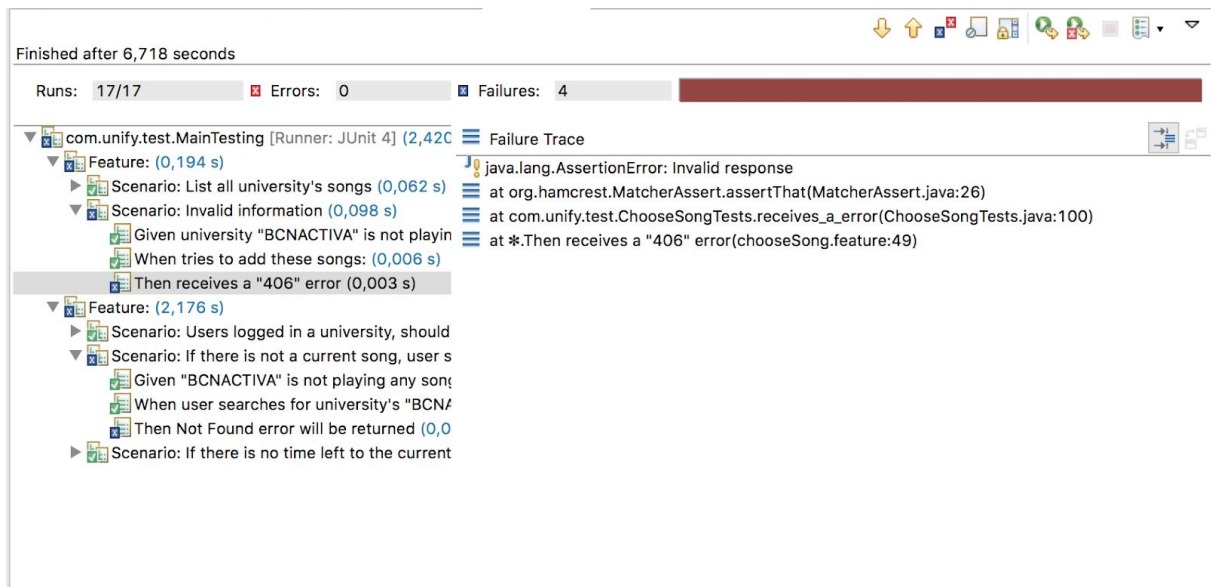 Finished after 6,718 seconds
Runs: 17/17 Errors: 0 Failures: 4
com.unify.test.MainTesting [Runner: JUnit 4] (2,420
Feature: (0,194 s)
Scenario: List all university's songs (0,062 s)
Scenario: Invalid information (0,098 s)
Given university "BCNACTIVA" is not playin
When tries to add these songs: (0,006 s)
Then receives a "406" error (0,003 s)
Feature: (2,176 s)
Scenario: Users logged in a university, should
Scenario: If there is not a current song, user s
Given "BCNACTIVA" is not playing any song
When user searches for university's "BCNA
Then Not Found error will be returned (0,0
Scenario: If there is no time left to the current
Failure Trace
java.lang.AssertionError: Invalid response
at org.hamcrest.MatcherAssert.assertThat(MatcherAssert.java:26)
at com.unify.test.ChooseSongTests.receives_a_error(ChooseSongTests.java:100)
at ✻.Then receives a "406" error(chooseSong.feature:49)